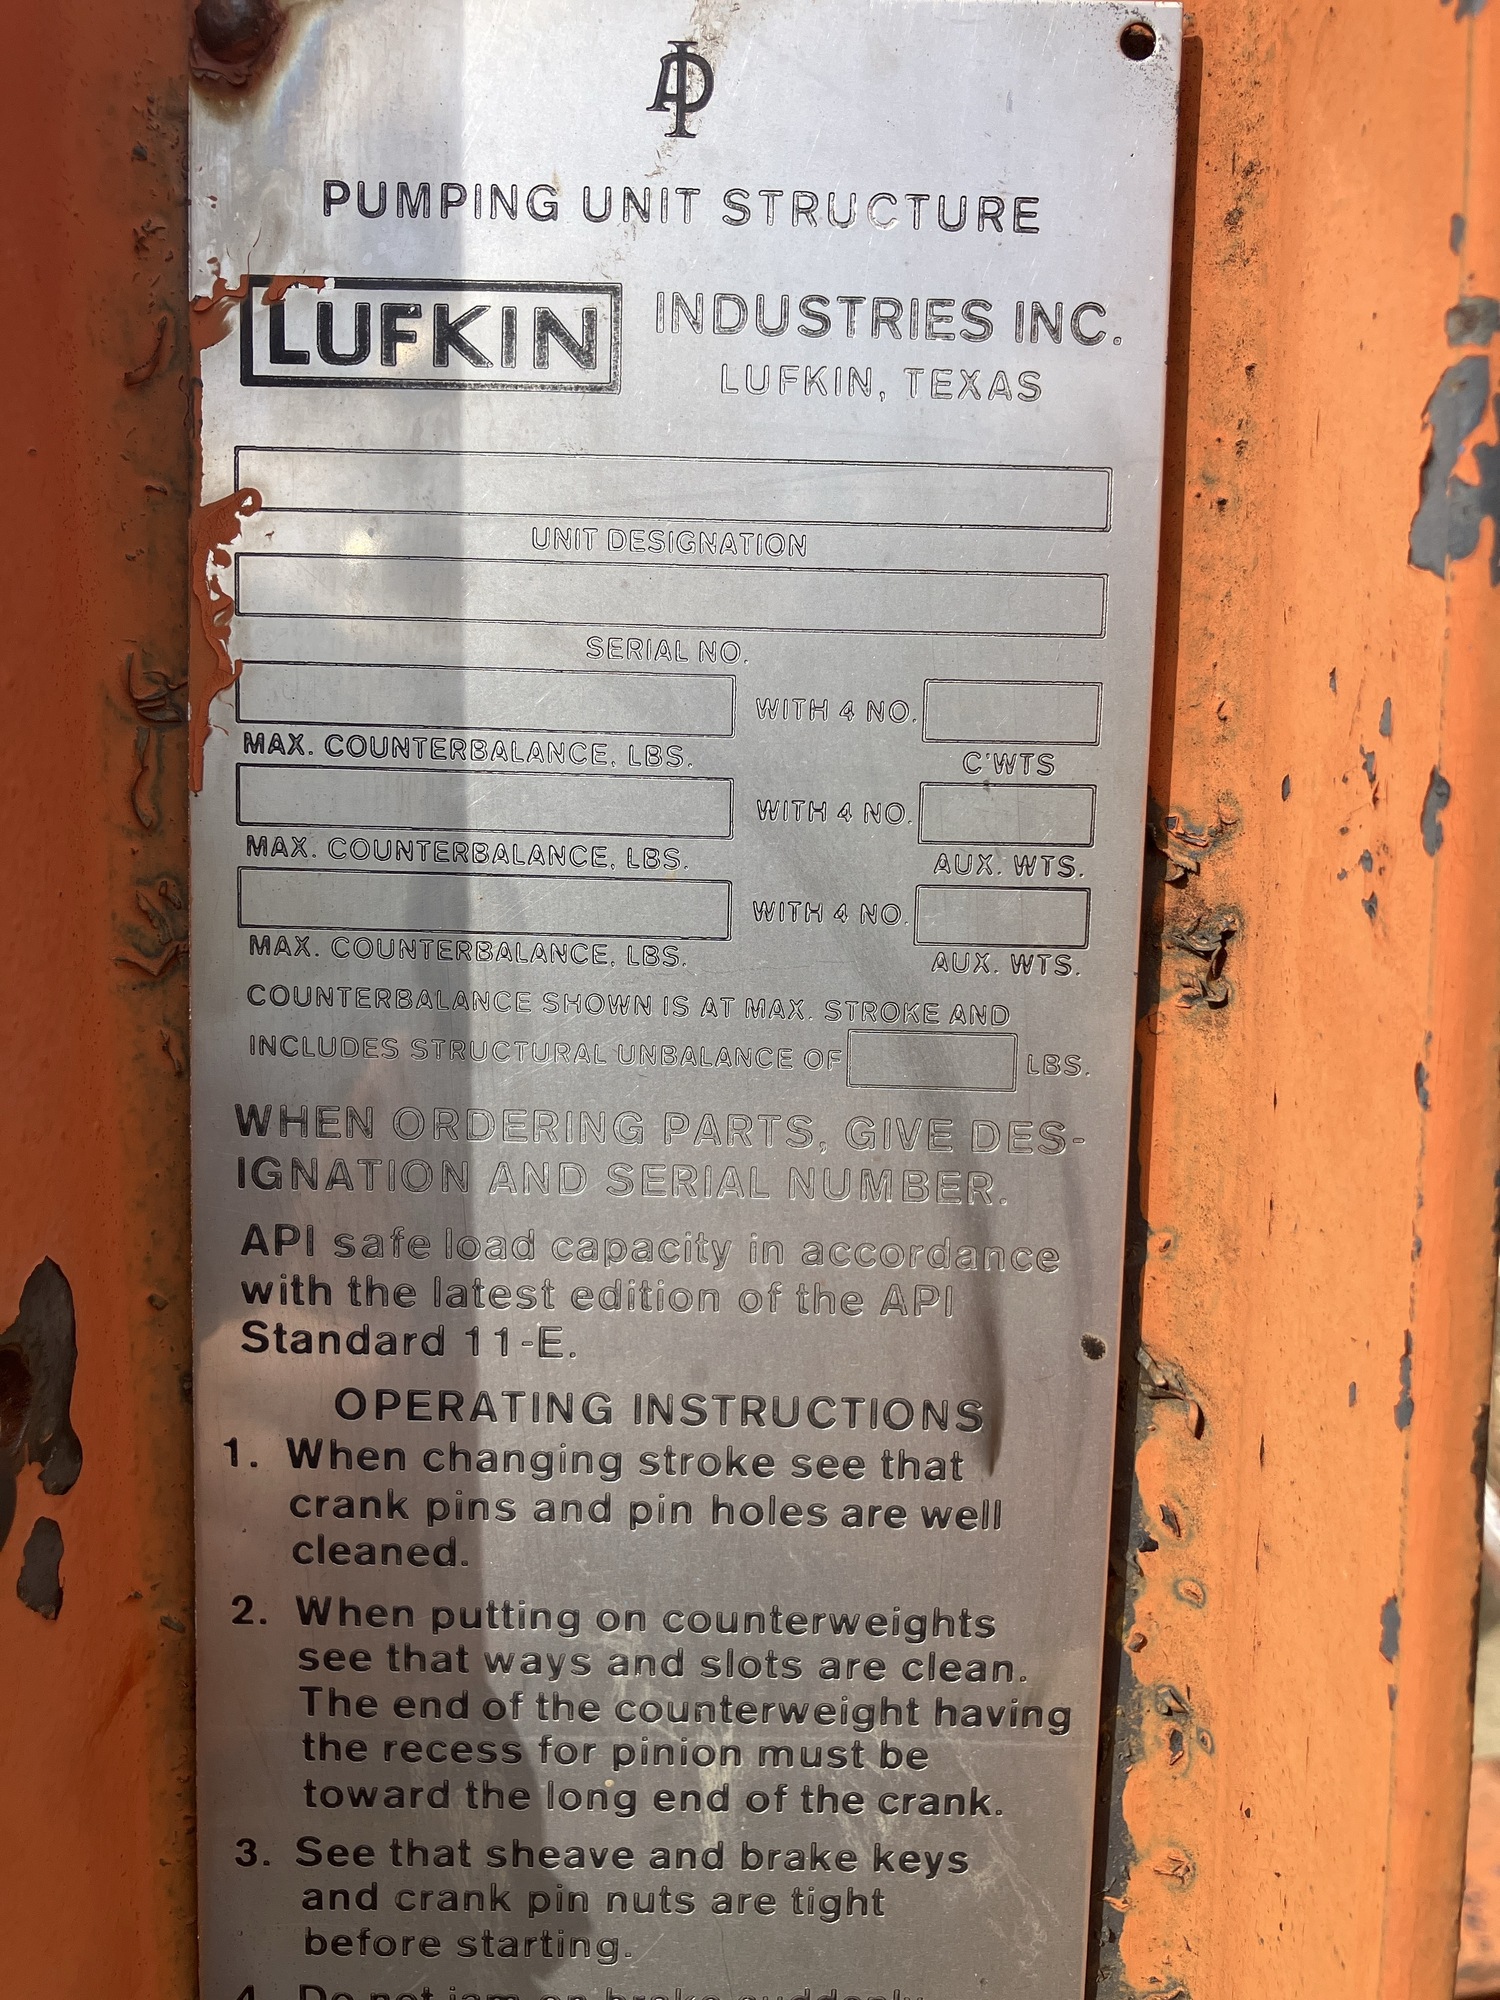 API
PUMPING UNIT STRUCTURE
LUFKIN INDUSTRIES INC.
LUFKIN, TEXAS
UNIT DESIGNATION
SERIAL NO.
WITH 4 NO.
MAX. COUNTERBALANCE, LBS. C'WTS
WITH 4 NO.
MAX. COUNTERBALANCE, LBS. AUX. WTS.
WITH 4 NO.
MAX. COUNTERBALANCE, LBS. AUX. WTS.
COUNTERBALANCE SHOWN IS AT MAX. STROKE AND
INCLUDES STRUCTURAL UNBALANCE OF LBS.
WHEN ORDERING PARTS, GIVE DES-
IGNATION AND SERIAL NUMBER.
API safe load capacity in accordance
with the latest edition of the API
Standard 11-E.
OPERATING INSTRUCTIONS
1. When changing stroke see that
crank pins and pin holes are well
cleaned.
2. When putting on counterweights
see that ways and slots are clean.
The end of the counterweight having
the recess for pinion must be
toward the long end of the crank.
3. See that sheave and brake keys
and crank pin nuts are tight
before starting.
4. Do not jam on brake suddenly